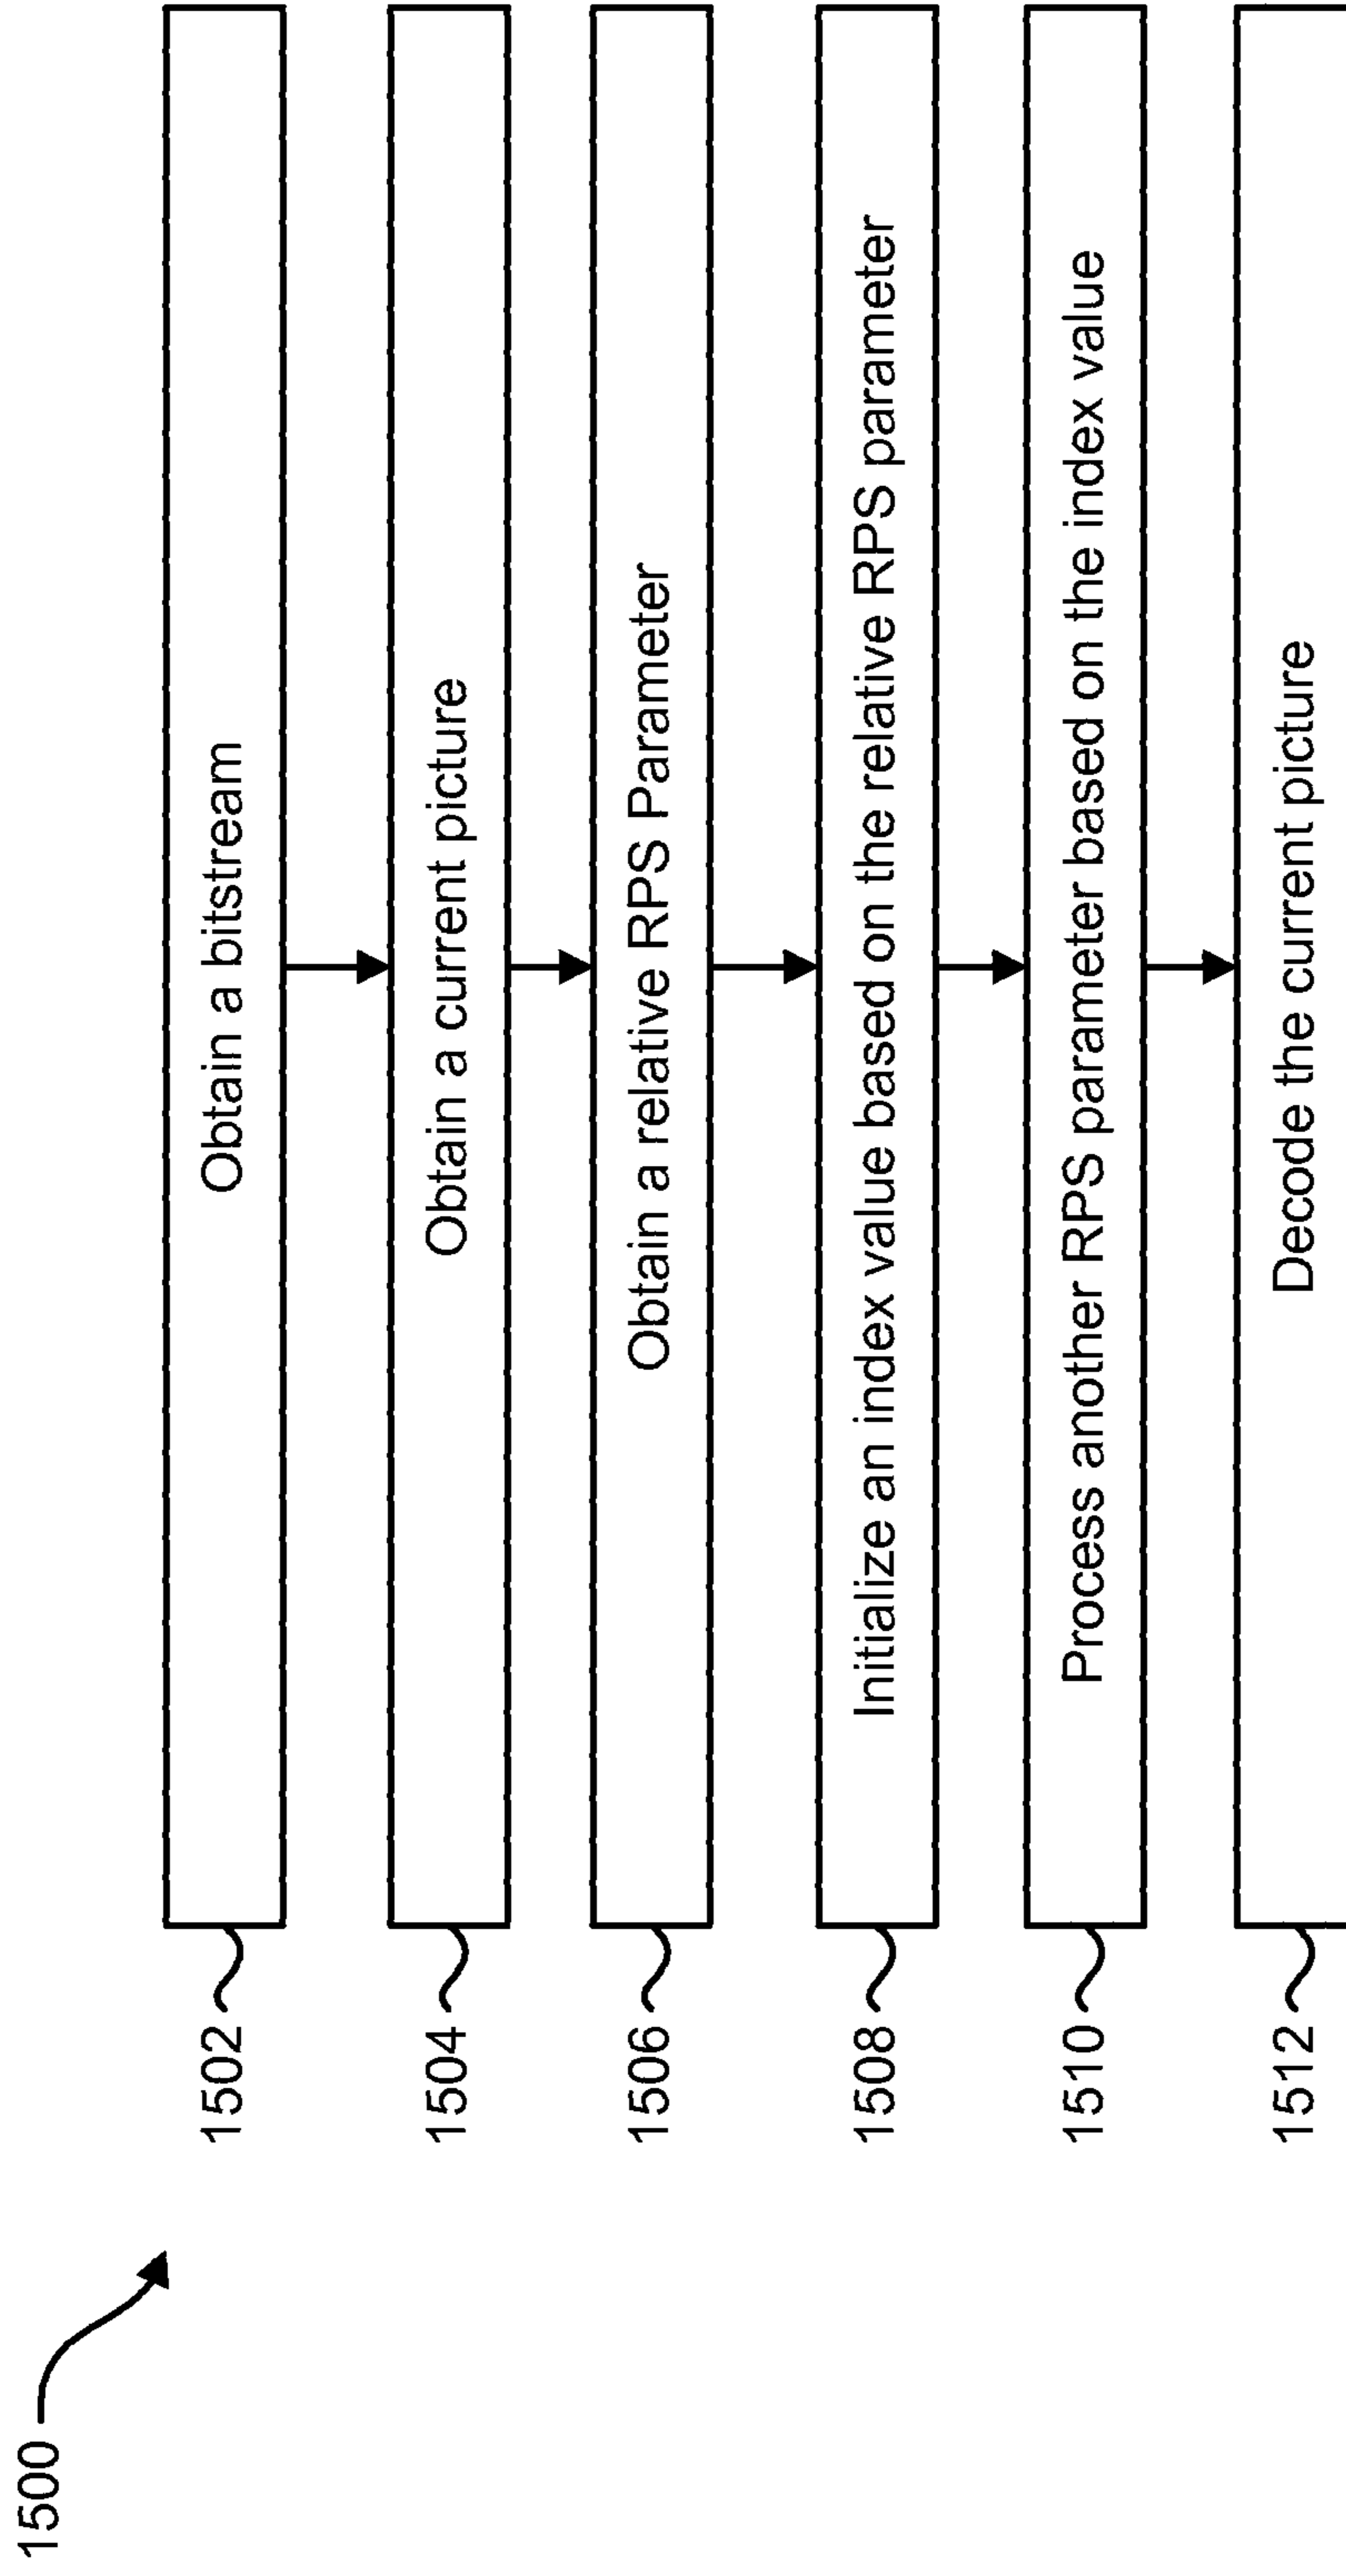 1500
1502
Obtain a bitstream
1504
Obtain a current picture
1506
Obtain a relative RPS Parameter
1508
Initialize an index value based on the relative RPS parameter
1510
Process another RPS parameter based on the index value
1512
Decode the current picture